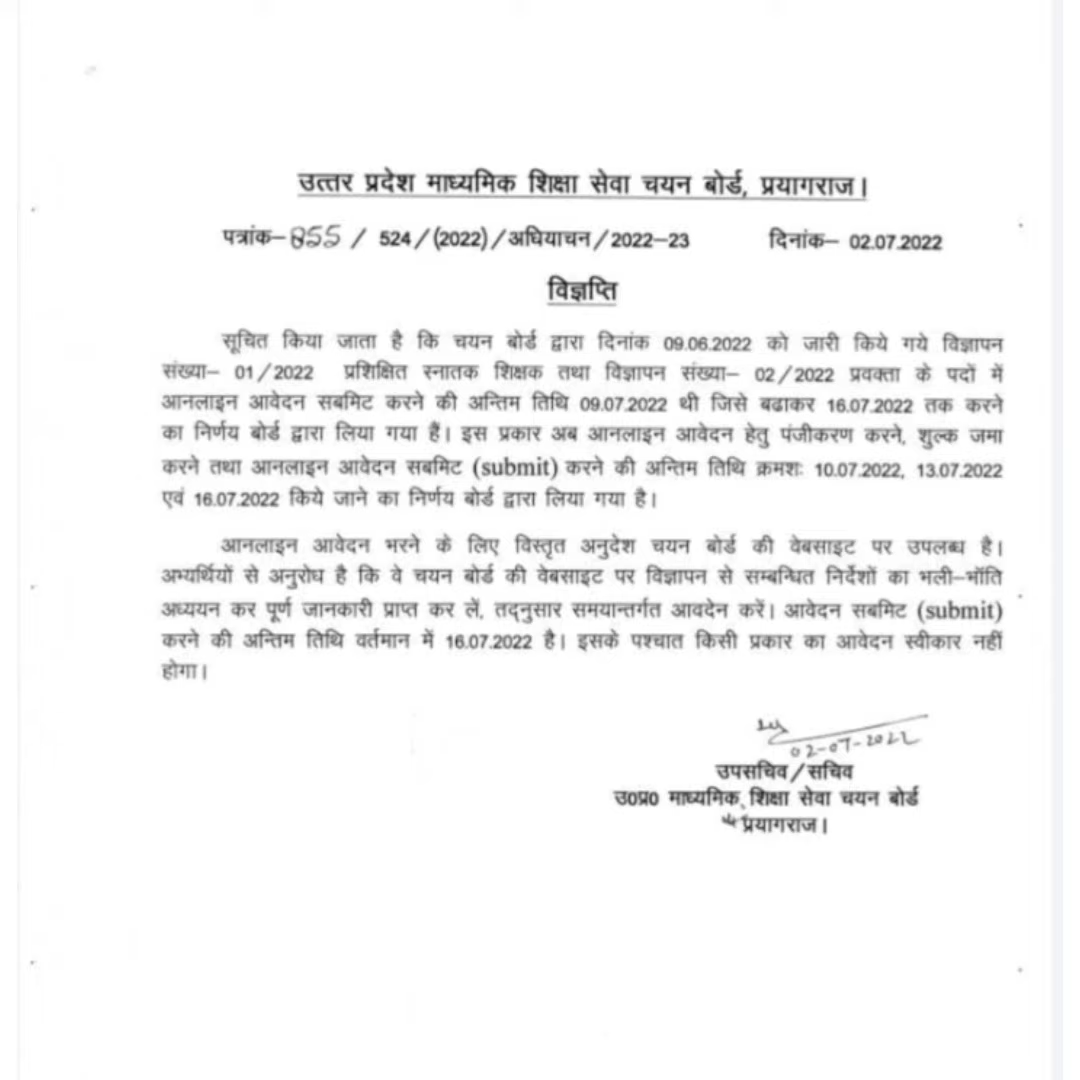 उत्तर प्रदेश माध्यमिक शिक्षा सेवा चयन बोर्ड, प्रयागराज।
पत्रांक–855 / 524/(2022)/अधियाचन/2022–23 दिनांक– 02.07.2022
विज्ञप्ति
सूचित किया जाता है कि चयन बोर्ड द्वारा दिनांक 09.06.2022 को जारी किये गये विज्ञापन
संख्या– 01/2022 प्रशिक्षित स्नातक शिक्षक तथा विज्ञापन संख्या– 02/2022 प्रवक्ता के पदों में
आनलाइन आवेदन सबमिट करने की अन्तिम तिथि 09.07.2022 थी जिसे बढाकर 16.07.2022 तक करने
का निर्णय बोर्ड द्वारा लिया गया हैं। इस प्रकार अब आनलाइन आवेदन हेतु पंजीकरण करने, शुल्क जमा
करने तथा आनलाइन आवेदन सबमिट (submit) करने की अन्तिम तिथि क्रमशः 10.07.2022, 13.07.2022
एवं 16.07.2022 किये जाने का निर्णय बोर्ड द्वारा लिया गया है।
आनलाइन आवेदन भरने के लिए विस्तृत अनुदेश चयन बोर्ड की वेबसाइट पर उपलब्ध है।
अभ्यर्थियों से अनुरोध है कि वे चयन बोर्ड की वेबसाइट पर विज्ञापन से सम्बन्धित निर्देशों का भली–भॉति
अध्ययन कर पूर्ण जानकारी प्राप्त कर लें, तद्नुसार समयान्तर्गत आवदेन करें। आवेदन सबमिट (submit)
करने की अन्तिम तिथि वर्तमान में 16.07.2022 है। इसके पश्चात किसी प्रकार का आवेदन स्वीकार नहीं
होगा।
02-07-2022
उपसचिव/सचिव
उ0प्र0 माध्यमिक शिक्षा सेवा चयन बोर्ड
प्रयागराज।